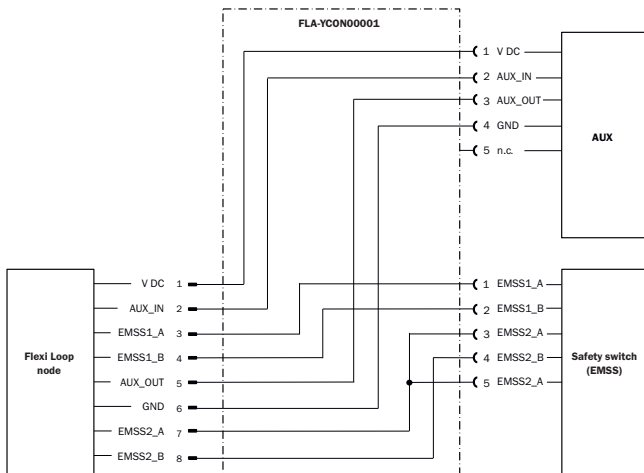 FLA-YCON00001
1 V DC
2 AUX_IN
3 AUX_OUT
4 GND
5 n.c.
AUX
V DC 1
AUX_IN 2
EMSS1_A 3
EMSS1_B 4
AUX_OUT 5
GND 6
EMSS2_A 7
EMSS2_B 8
Flexi Loop
node
1 EMSS1_A
2 EMSS1_B
3 EMSS2_A
4 EMSS2_B
5 EMSS2_A
Safety switch
(EMSS)